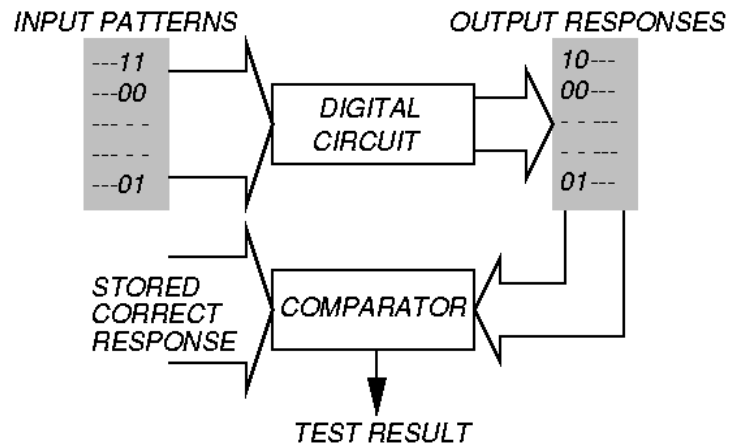 INPUT PATTERNS
OUTPUT RESPONSES
---11
---00
--- - -
--- - -
---01
DIGITAL
CIRCUIT
10---
00---
- - ---
- - ---
01---
STORED
CORRECT
RESPONSE
COMPARATOR
TEST RESULT